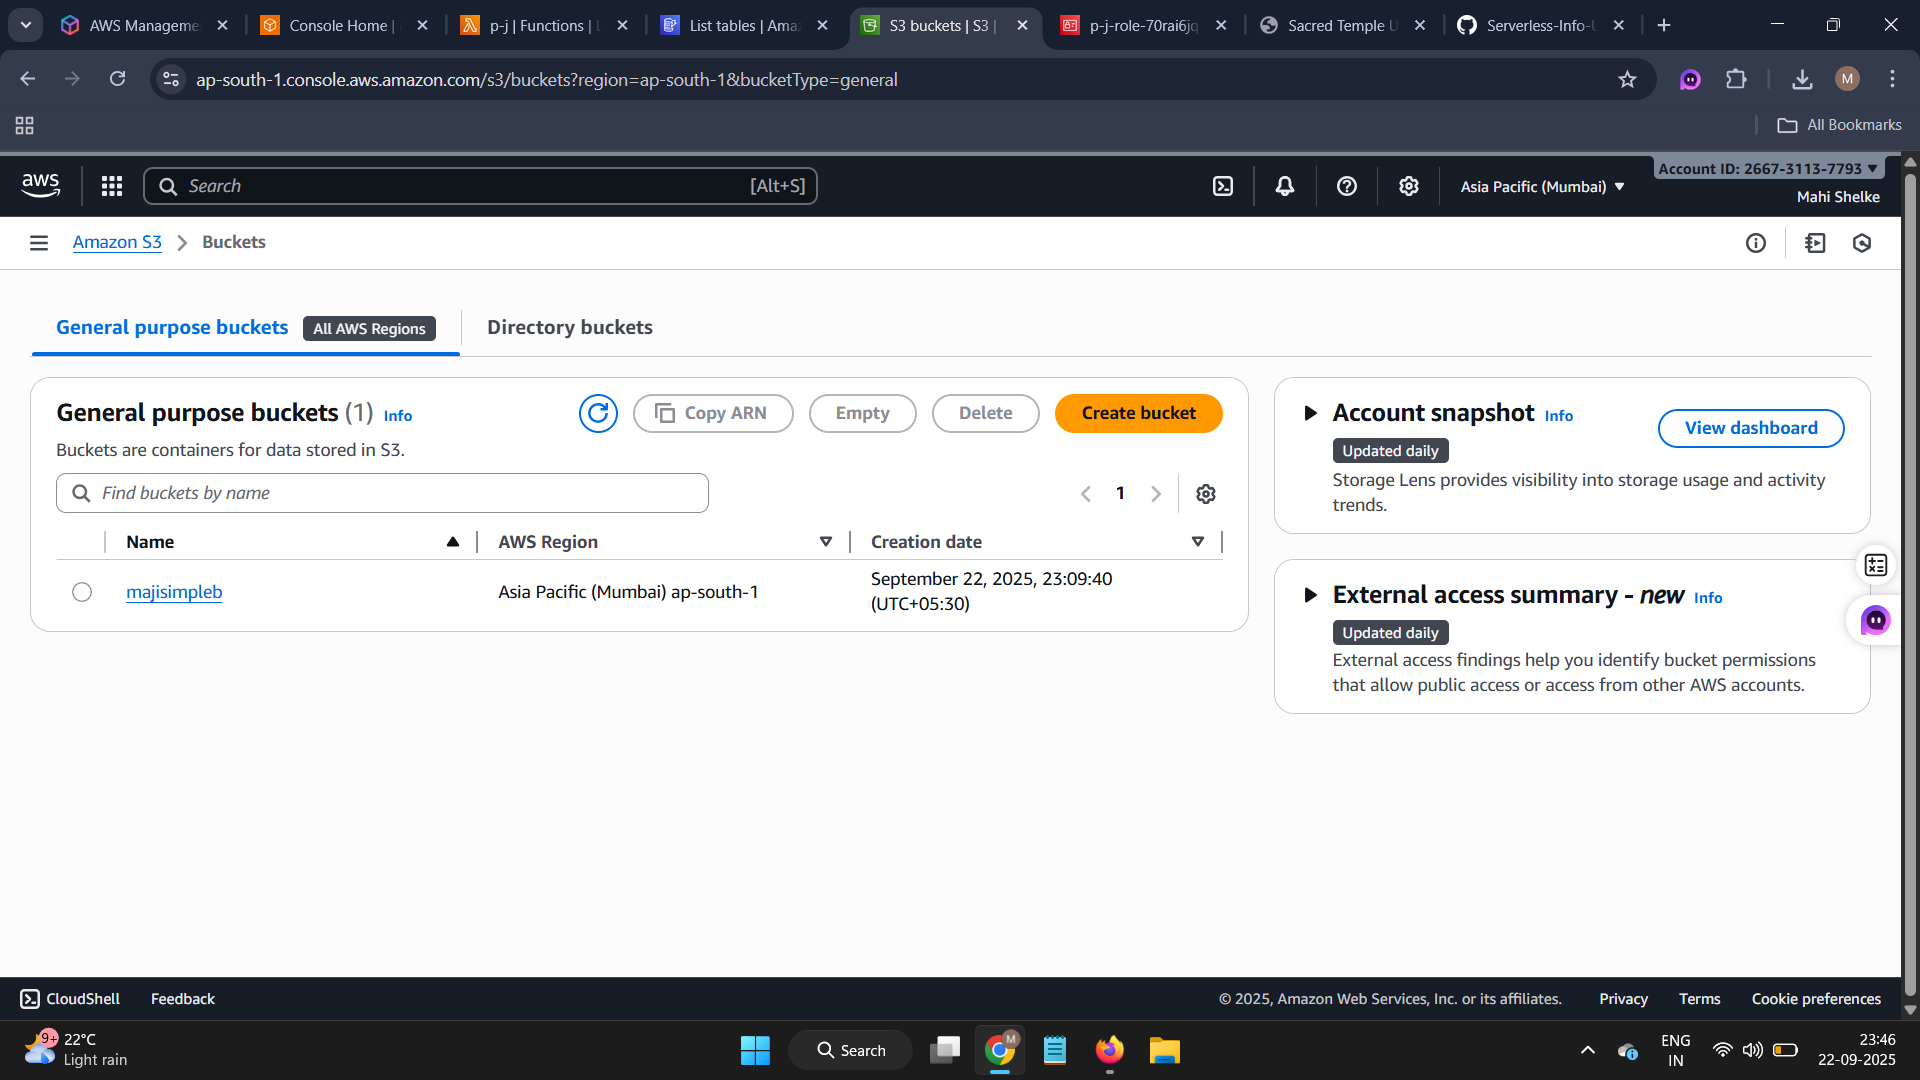 AWS Manageme
Console Home |
p-j | Functions | L
List tables | Ama
S3 buckets | S3 |
p-j-role-70rai6jq
Sacred Temple U
Serverless-Info-U
ap-south-1.console.aws.amazon.com/s3/buckets?region=ap-south-1&bucketType=general
M
All Bookmarks
aws
Search
[Alt+S]
Asia Pacific (Mumbai)
Account ID: 2667-3113-7793
Mahi Shelke
Amazon S3
Buckets
General purpose buckets
All AWS Regions
Directory buckets
General purpose buckets (1) Info
Copy ARN
Empty
Delete
Create bucket
Buckets are containers for data stored in S3.
Find buckets by name
1
Name
AWS Region
Creation date
majisimpleb
Asia Pacific (Mumbai) ap-south-1
September 22, 2025, 23:09:40
(UTC+05:30)
Account snapshot Info
View dashboard
Updated daily
Storage Lens provides visibility into storage usage and activity
trends.
External access summary - new Info
Updated daily
External access findings help you identify bucket permissions
that allow public access or access from other AWS accounts.
CloudShell
Feedback
© 2025, Amazon Web Services, Inc. or its affiliates.
Privacy
Terms
Cookie preferences
9+
22°C
Light rain
Search
M
ENG
IN
23:46
22-09-2025